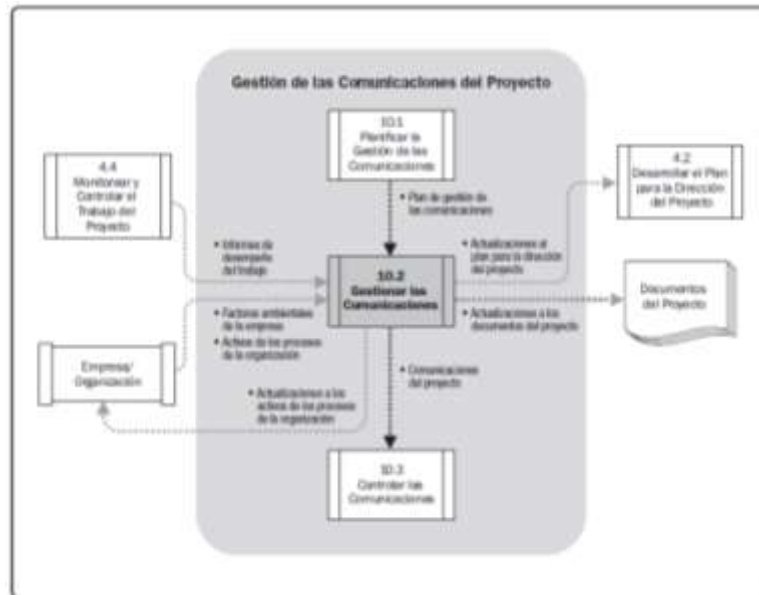 Gestión de las Comunicaciones del Proyecto
10.1
Planificar la
Gestión de las
Comunicaciones
4.4
Monitorear y
Controlar el
Trabajo del
Proyecto
4.2
Desarrollar el Plan
para la Dirección
del Proyecto
• Plan de gestión de
las comunicaciones
• Informes de
desempeño
del trabajo
• Actualizaciones al
plan para la dirección
del proyecto
10.2
Gestionar las
Comunicaciones
Documentos
del Proyecto
• Factores ambientales
de la empresa
• Activos de los procesos
de la organización
• Actualizaciones a los
documentos del proyecto
Empresa/
Organización
• Comunicaciones
del proyecto
• Actualizaciones a los
activos de los procesos
de la organización
10.3
Controlar las
Comunicaciones